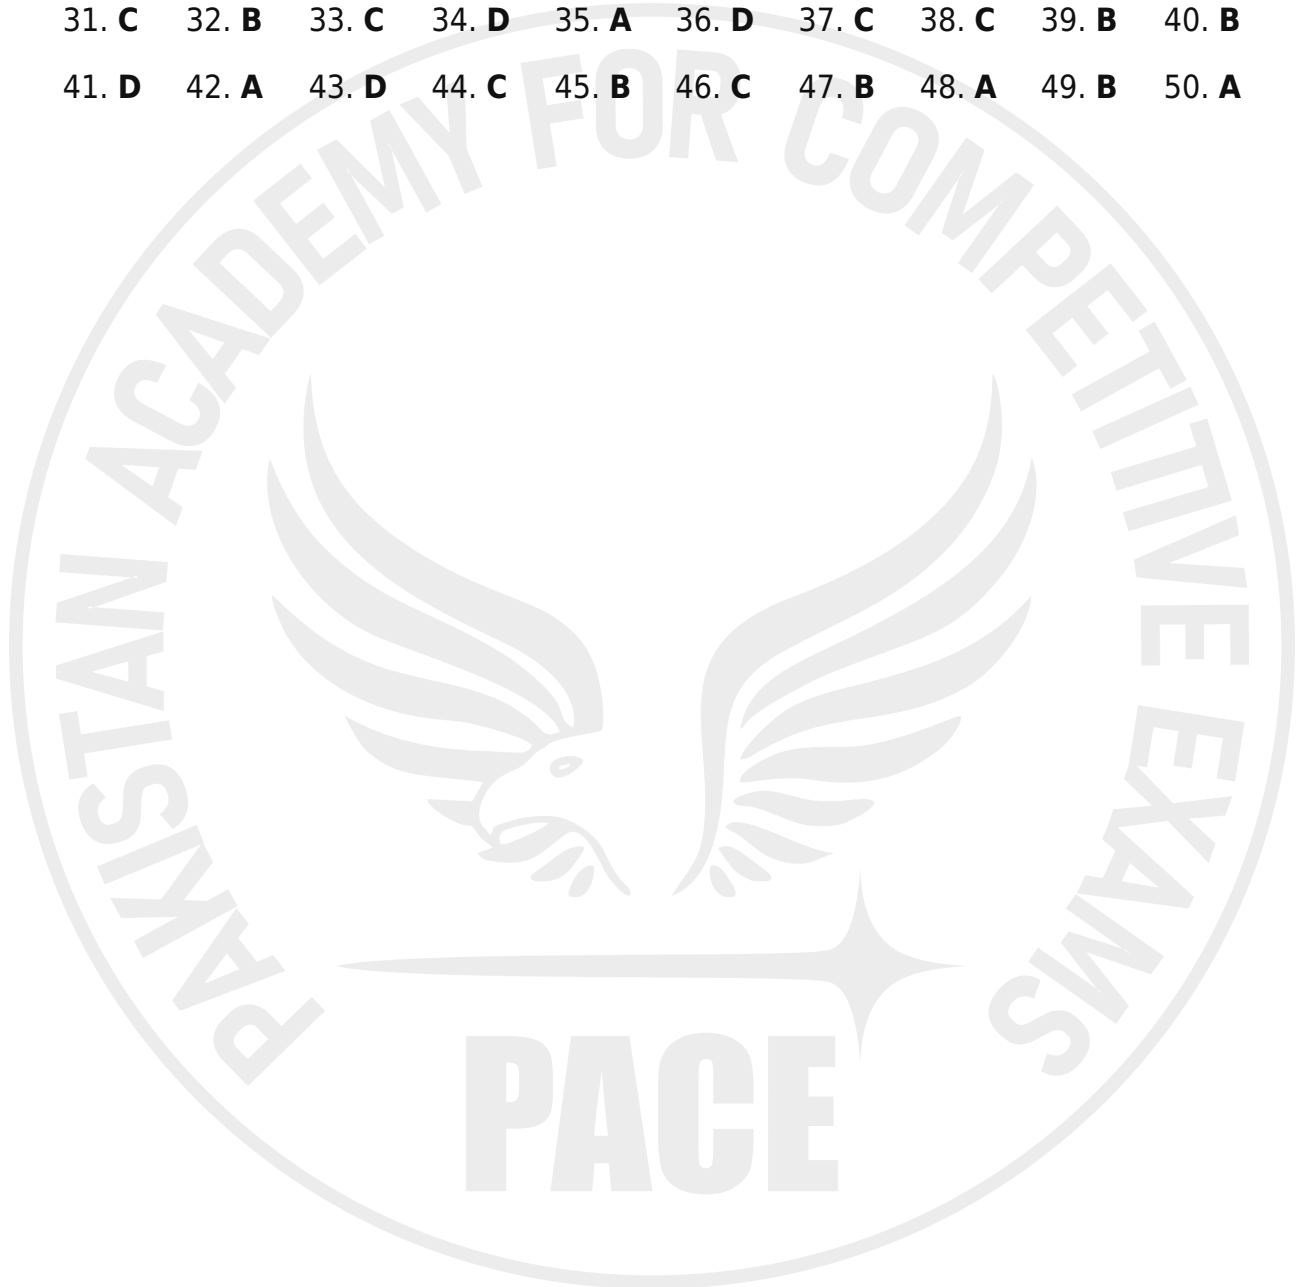 31. C 32. B 33. C 34. D 35. A 36. D 37. C 38. C 39. B 40. B
41. D 42. A 43. D 44. C 45. B 46. C 47. B 48. A 49. B 50. A
PAKISTAN ACADEMY FOR COMPETITIVE EXAMS
PACE